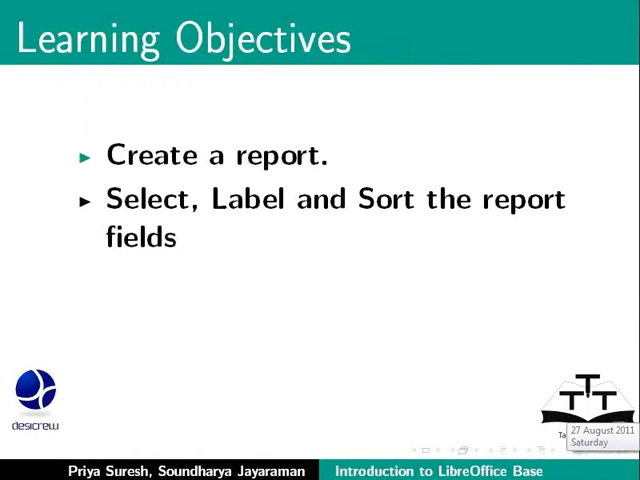 Learning Objectives
Create a report.
Select, Label and Sort the report
fields
desicrew
TTT
27 August 2011
Saturday
Priya Suresh, Soundharya Jayaraman Introduction to LibreOffice Base